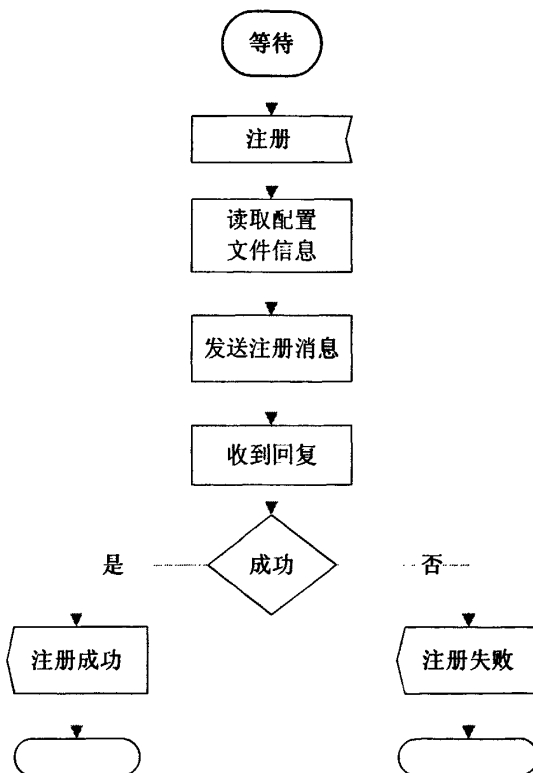 等待
注册
读取配置
文件信息
发送注册消息
收到回复
成功
是
否
注册成功
注册失败